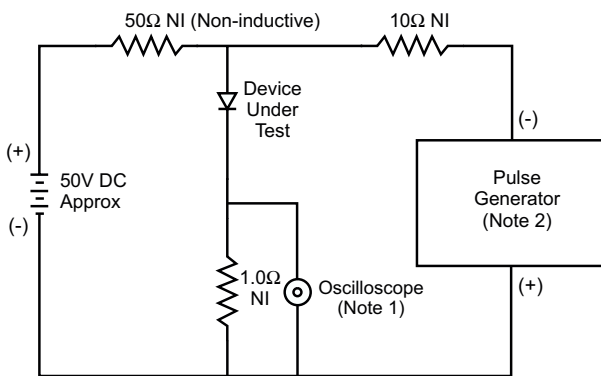 50Ω NI (Non-inductive)
10Ω NI
Device
Under
Test
(+)
50V DC
Approx
(-)
(-)
Pulse
Generator
(Note 2)
(+)
1.0Ω
NI
Oscilloscope
(Note 1)